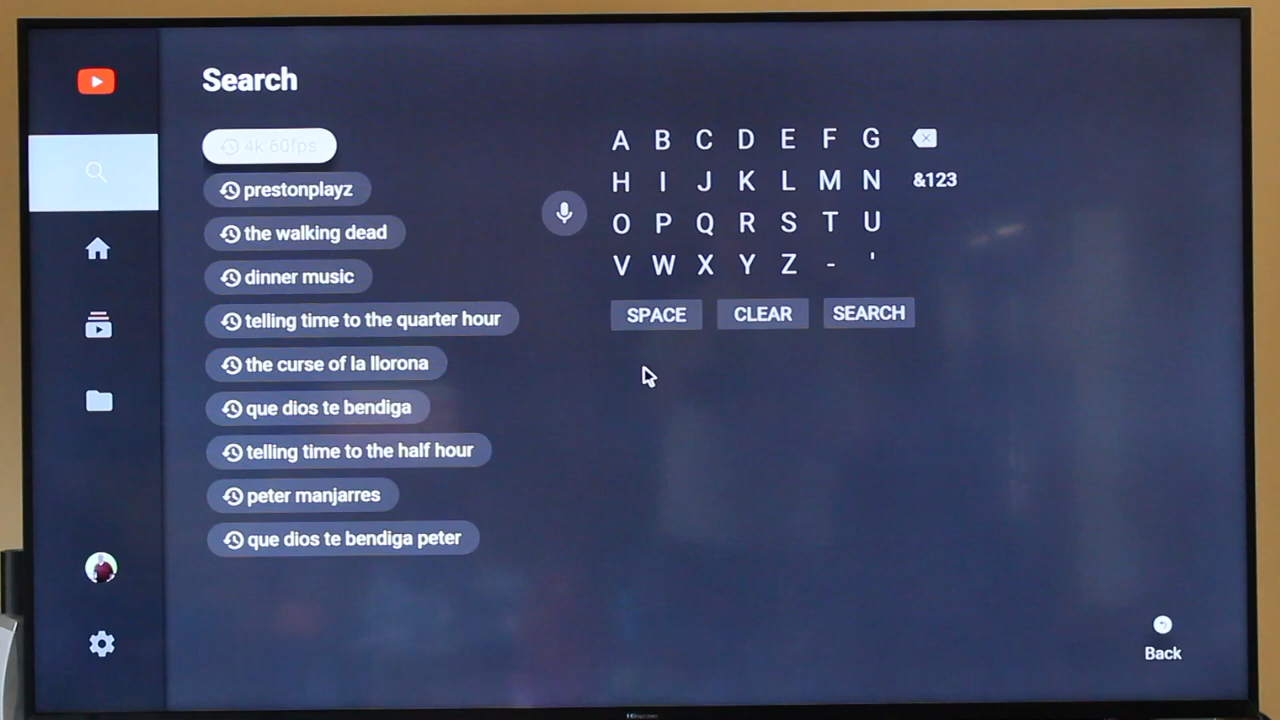 Search
4k 60fps
prestonplayz
the walking dead
dinner music
telling time to the quarter hour
the curse of la llorona
que dios te bendiga
telling time to the half hour
peter manjarres
que dios te bendiga peter
A B C D E F G
H I J K L M N &123
O P Q R S T U
V W X Y Z - '
SPACE CLEAR SEARCH
Back